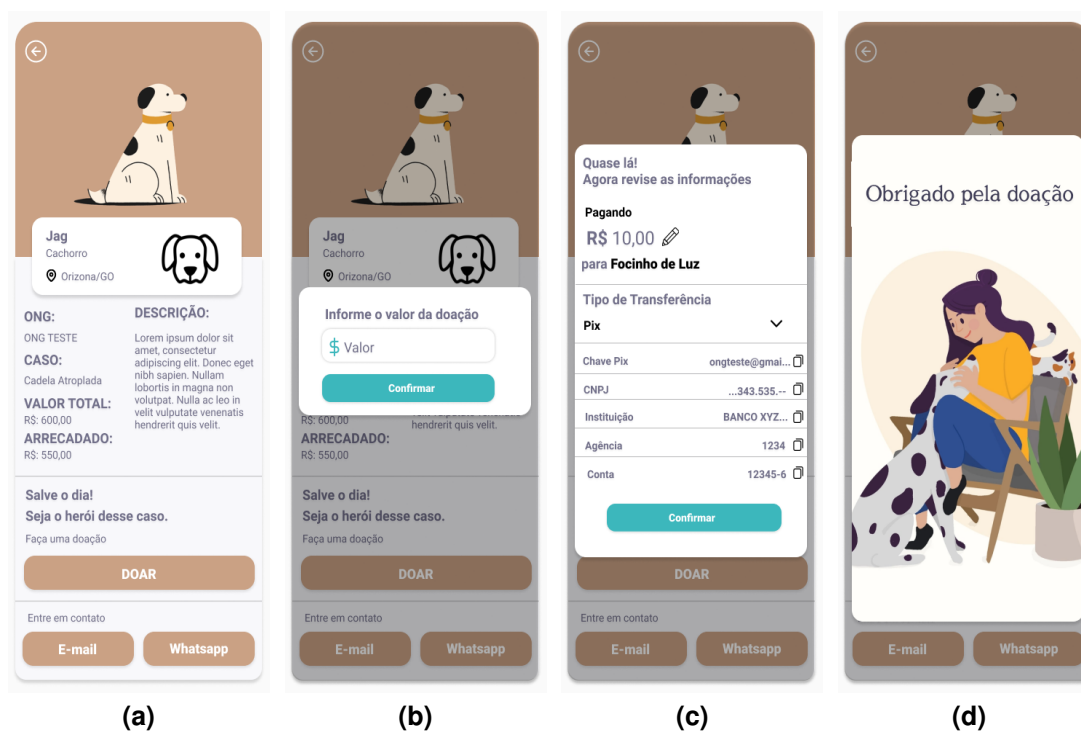 Jag
Cachorro
Orizona/GO
ONG:
ONG TESTE
CASO:
Cadela Atroplada
VALOR TOTAL:
R$: 600,00
ARRECADADO:
R$: 550,00
DESCRIÇÃO:
Lorem ipsum dolor sit
amet, consectetur
adipiscing elit. Donec eget
nibh sapien. Nullam
lobortis in magna non
volutpat. Nulla ac leo in
velit vulputate venenatis
hendrerit quis velit.
Salve o dia!
Seja o herói desse caso.
Faça uma doação
DOAR
Entre em contato
E-mail
Whatsapp
(a)
Jag
Cachorro
Orizona/GO
Informe o valor da doação
$ Valor
Confirmar
R$: 600,00
hendrerit quis velit.
ARRECADADO:
R$: 550,00
Salve o dia!
Seja o herói desse caso.
Faça uma doação
DOAR
Entre em contato
E-mail
Whatsapp
(b)
Quase lá!
Agora revise as informações
Pagando
R$ 10,00
para Focinho de Luz
Tipo de Transferência
Pix
Chave Pix ongteste@gmai...
CNPJ ...343.535.--
Instituição BANCO XYZ...
Agência 1234
Conta 12345-6
Confirmar
DOAR
Entre em contato
E-mail
Whatsapp
(c)
Obrigado pela doação
E-mail
Whatsapp
(d)